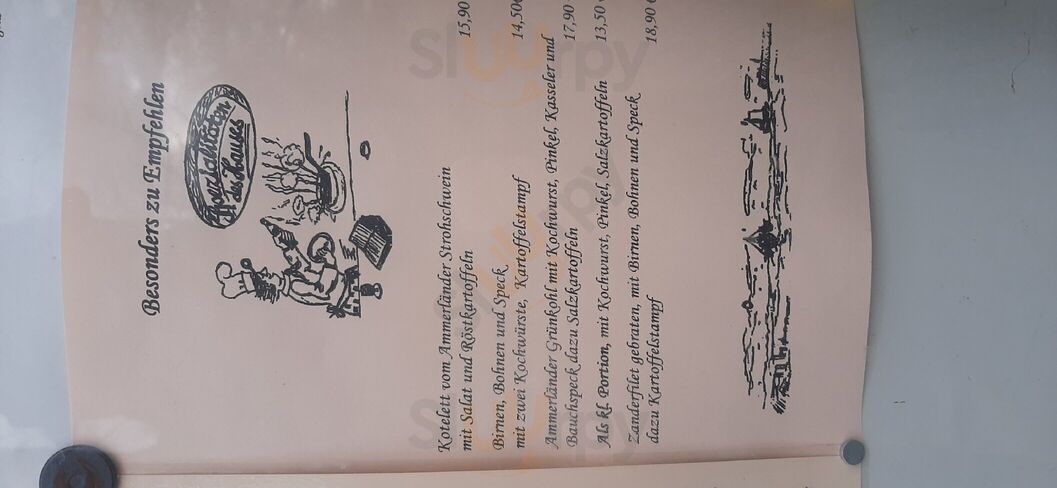 Besonders zu Empfehlen
des Hauses
Kotelett vom Ammerländer Strohschwein
mit Salat und Röstkartoffeln 15,90
Birnen, Bohnen und Speck
mit zwei Kochwürste, Kartoffelstampf 14,50€
Ammerländer Grünkohl mit Kochwurst, Pinkel, Kasseler und
Bauchspeck dazu Salzkartoffeln 17,90
Als kl. Portion, mit Kochwurst, Pinkel, Salzkartoffeln 13,50 €
Zanderfilet gebraten, mit Birnen, Bohnen und Speck
dazu Kartoffelstampf 18,90 €
Sluurpy
Sluurpy
Sluurpy